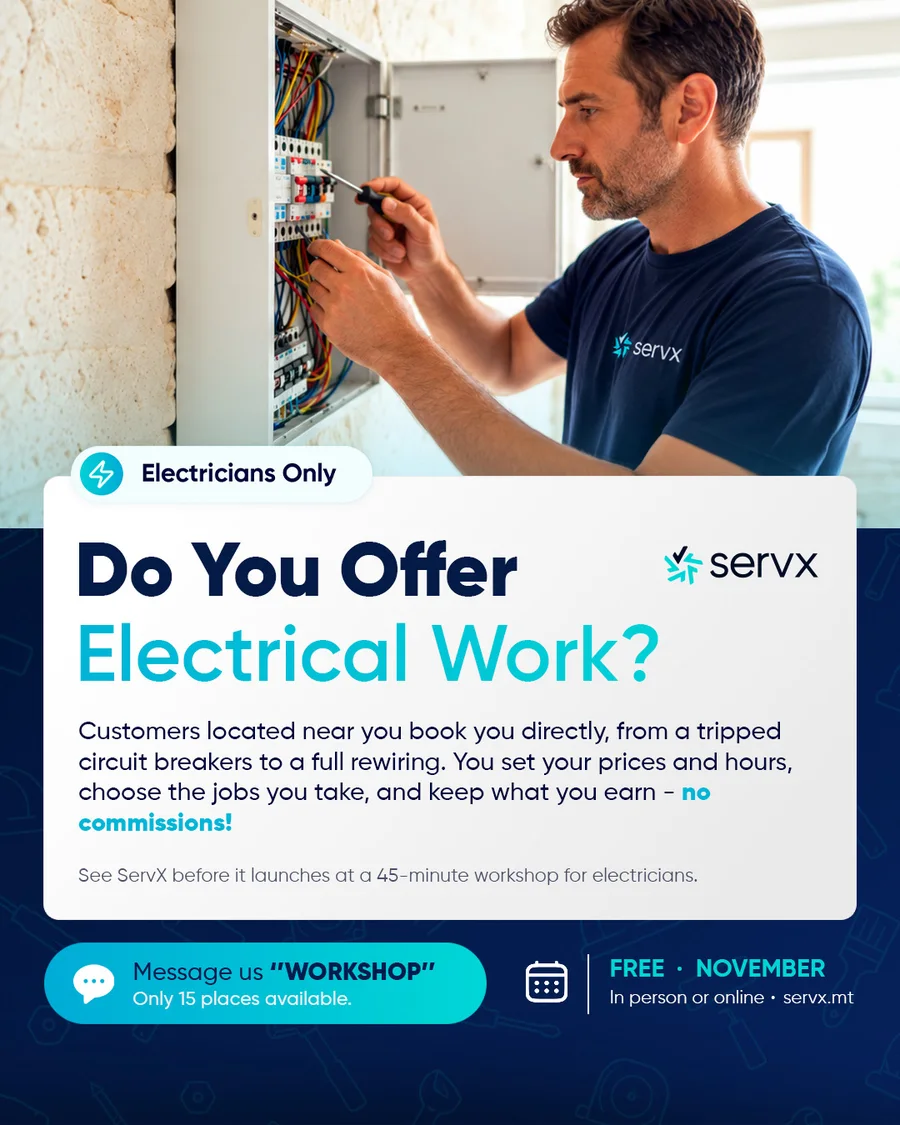 servx
Electricians Only
Do You Offer
servx
Electrical Work?
Customers located near you book you directly, from a tripped
circuit breakers to a full rewiring. You set your prices and hours,
choose the jobs you take, and keep what you earn - no
commissions!
See ServX before it launches at a 45-minute workshop for electricians.
Message us ‘‘WORKSHOP’’
Only 15 places available.
FREE · NOVEMBER
In person or online · servx.mt